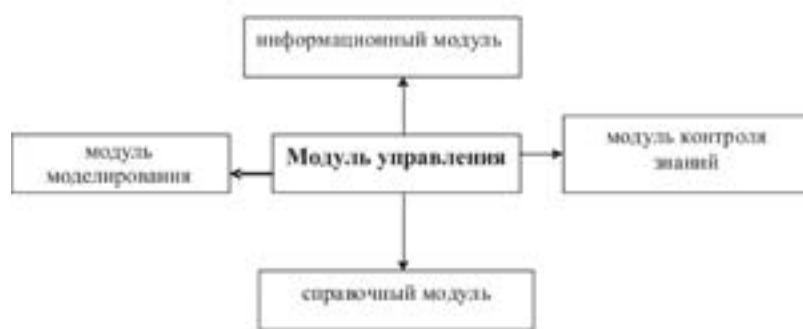 информационный модуль
модуль
моделирования
Модуль управления
модуль контроля
знаний
справочный модуль